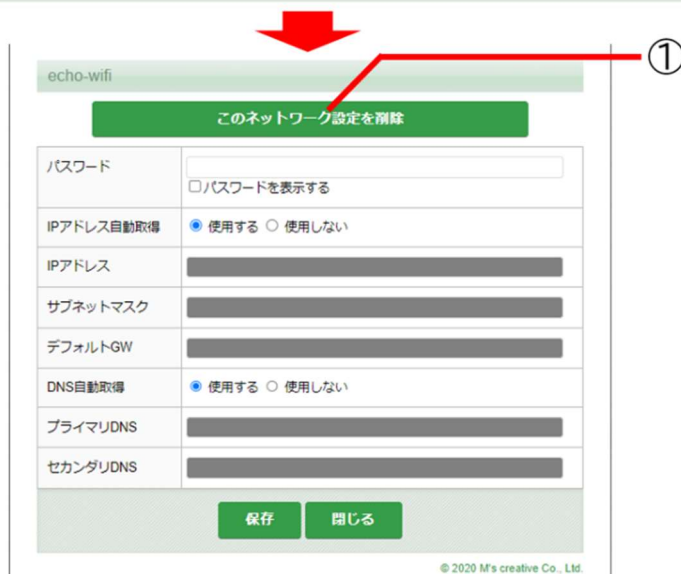 ①
echo-wifi
このネットワーク設定を削除
パスワード
パスワードを表示する
IPアドレス自動取得 使用する 使用しない
IPアドレス
サブネットマスク
デフォルトGW
DNS自動取得 使用する 使用しない
プライマリDNS
セカンダリDNS
保存 閉じる
© 2020 M's creative Co., Ltd.